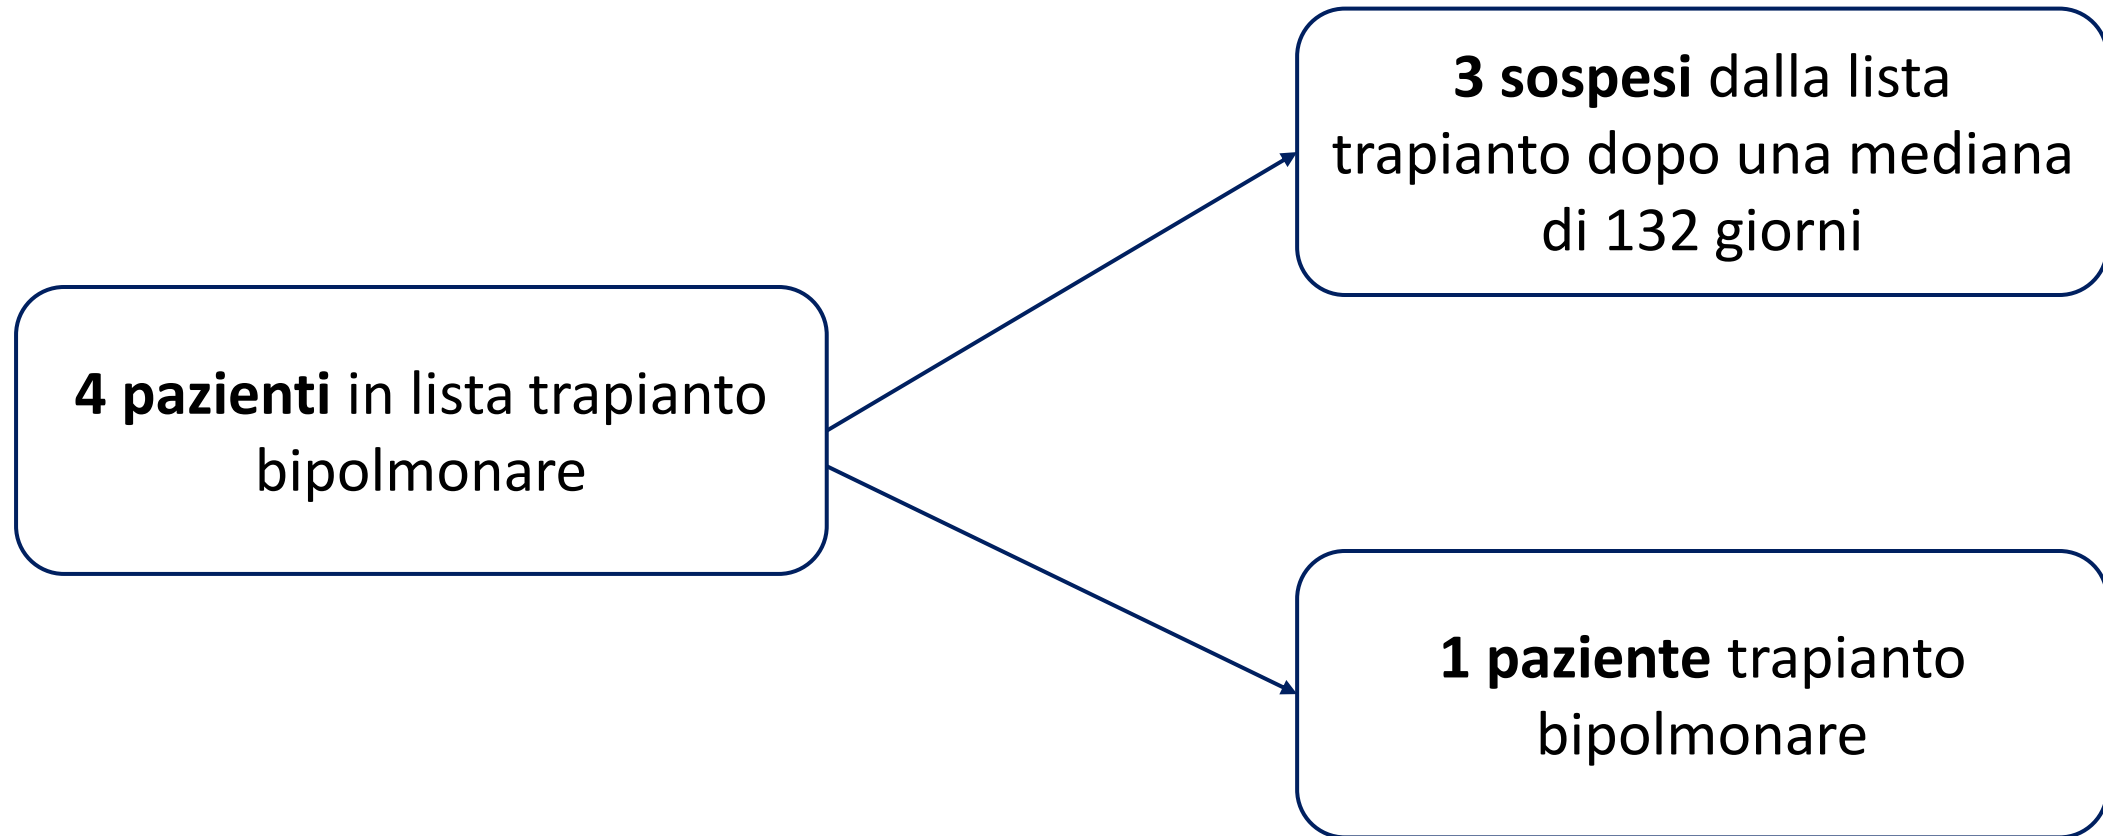 4 pazienti in lista trapianto
bipolmonare
3 sospesi dalla lista
trapianto dopo una mediana
di 132 giorni
1 paziente trapianto
bipolmonare